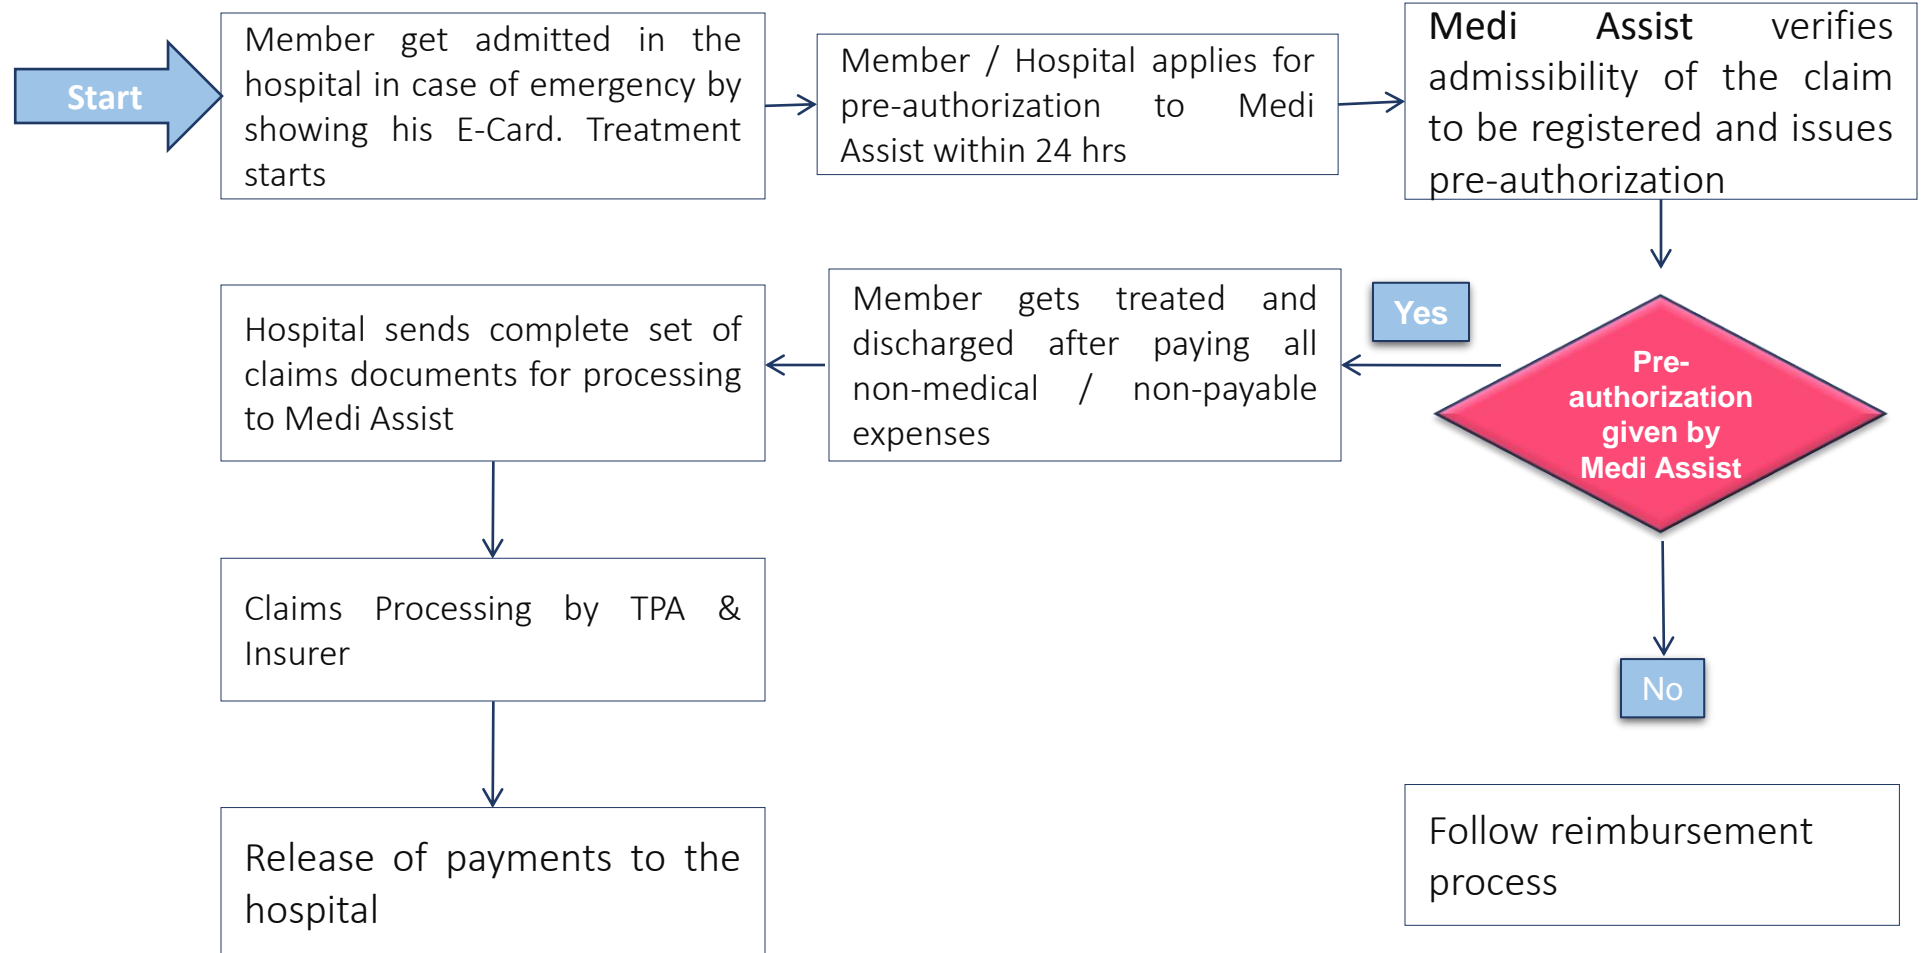 Start
Member get admitted in the
hospital in case of emergency by
showing his E-Card. Treatment
starts
Member / Hospital applies for
pre-authorization to Medi
Assist within 24 hrs
Medi Assist verifies
admissibility of the claim
to be registered and issues
pre-authorization
Pre-
authorization
given by
Medi Assist
Yes
Member gets treated and
discharged after paying all
non-medical / non-payable
expenses
Hospital sends complete set of
claims documents for processing
to Medi Assist
Claims Processing by TPA &
Insurer
Release of payments to the
hospital
No
Follow reimbursement
process